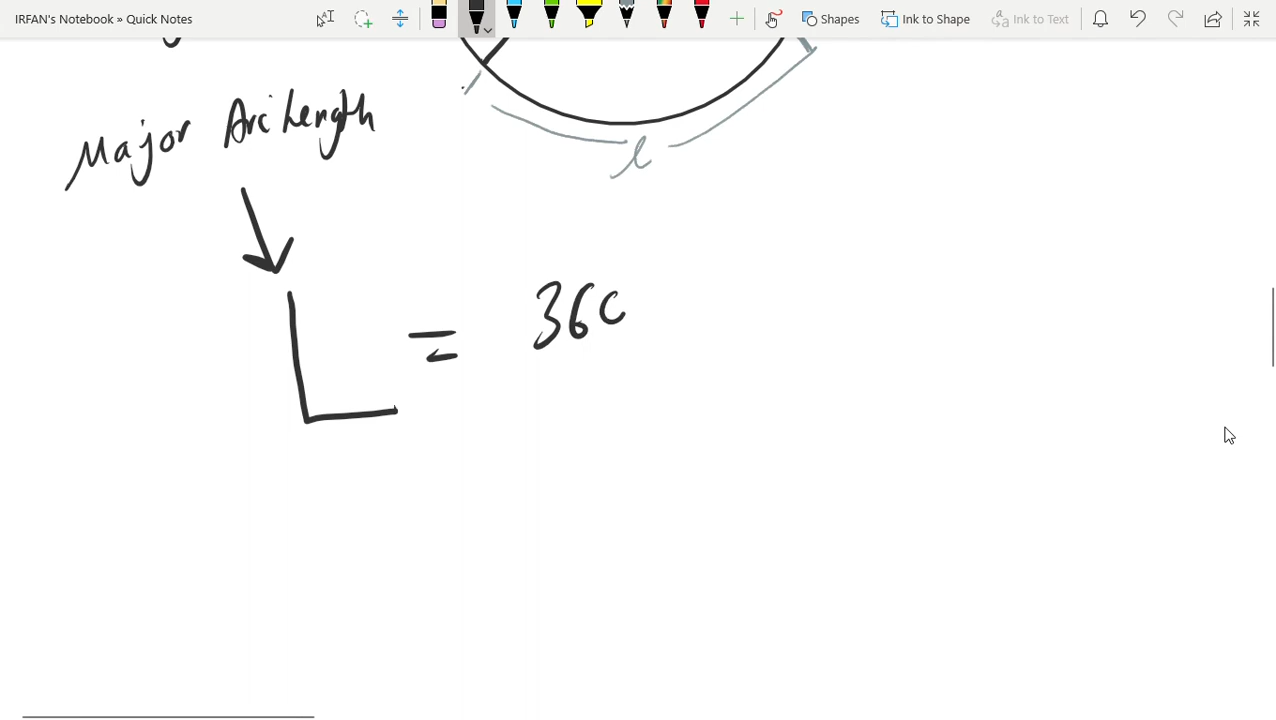 IRFAN's Notebook » Quick Notes
Shapes
Ink to Shape
Ink to Text
Major Arc Length
l
L = 36c